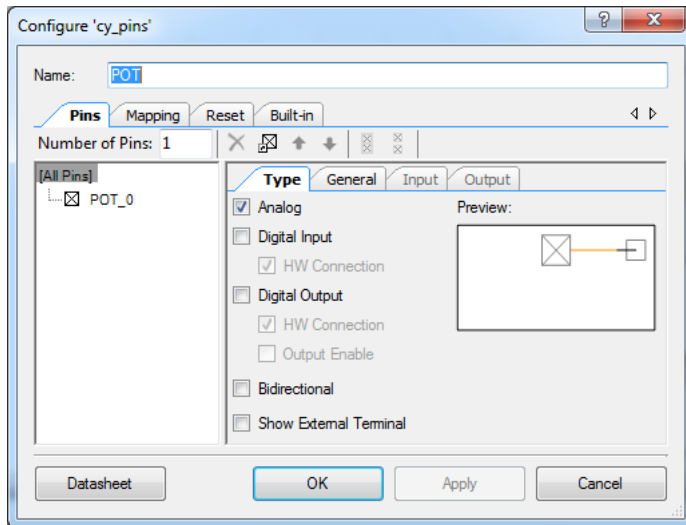 Configure 'cy_pins'
Name: POT
Pins Mapping Reset Built-in
Number of Pins: 1
[All Pins]
POT_0
Type General Input Output
Analog
Preview:
Digital Input
HW Connection
Digital Output
HW Connection
Output Enable
Bidirectional
Show External Terminal
Datasheet OK Apply Cancel